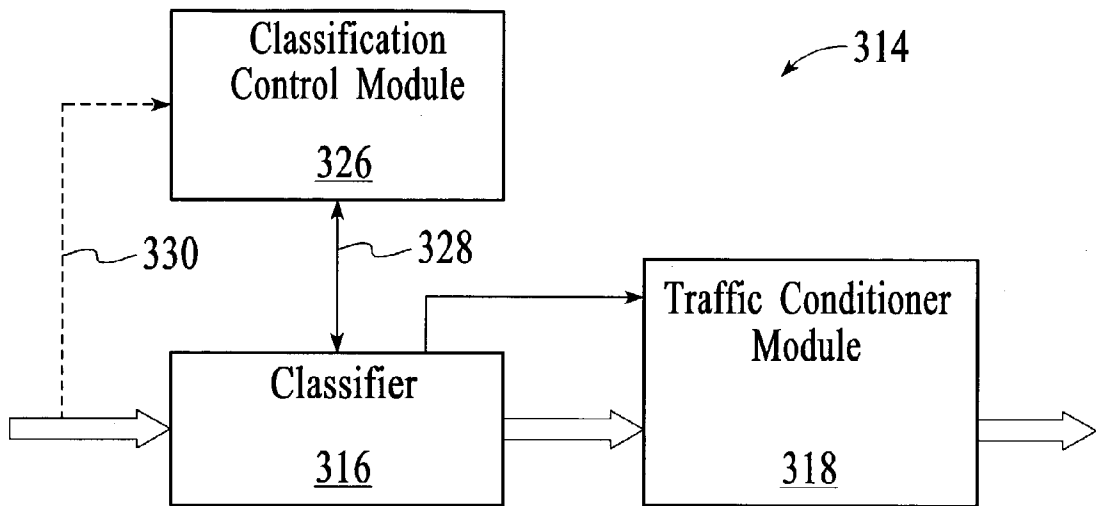 Classification
Control Module
326
314
330
328
Traffic Conditioner
Module
318
Classifier
316